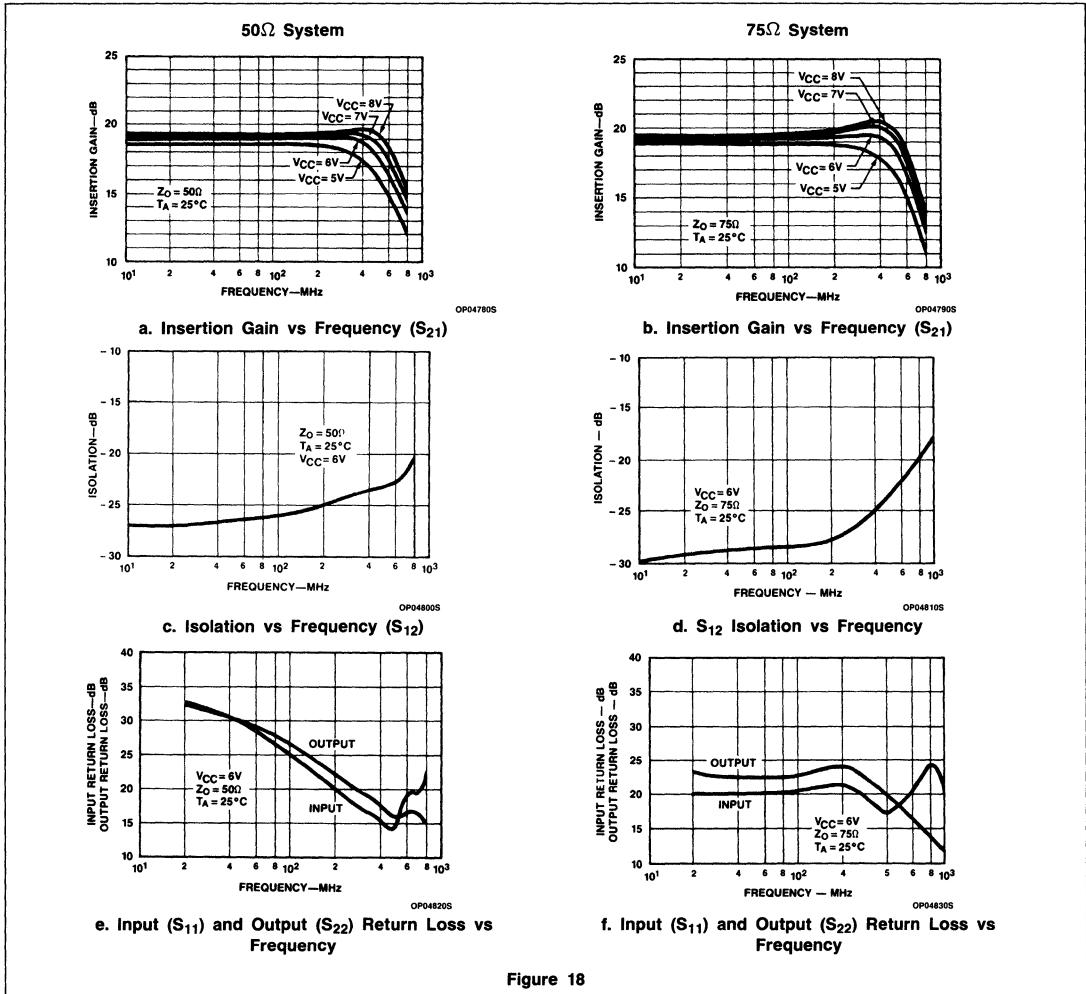 50Ω System
INSERTION GAIN—dB
25
20
15
10
VCC = 8V
VCC = 7V
VCC = 6V
VCC = 5V
ZO = 50Ω
TA = 25°C
10¹ 2 4 6 8 10² 2 4 6 8 10³
FREQUENCY—MHz
OP04780S
a. Insertion Gain vs Frequency (S21)
75Ω System
INSERTION GAIN—dB
25
20
15
10
VCC = 8V
VCC = 7V
VCC = 6V
VCC = 5V
ZO = 75Ω
TA = 25°C
10¹ 2 4 6 8 10² 2 4 6 8 10³
FREQUENCY—MHz
OP04790S
b. Insertion Gain vs Frequency (S21)
ISOLATION—dB
-10
-15
-20
-25
-30
ZO = 50Ω
TA = 25°C
VCC = 6V
10¹ 2 4 6 8 10² 2 4 6 8 10³
FREQUENCY—MHz
OP04800S
c. Isolation vs Frequency (S12)
ISOLATION — dB
-10
-15
-20
-25
-30
VCC = 6V
ZO = 75Ω
TA = 25°C
10¹ 2 4 6 8 10² 2 4 6 8 10³
FREQUENCY — MHz
OP04810S
d. S12 Isolation vs Frequency
INPUT RETURN LOSS—dB
OUTPUT RETURN LOSS—dB
40
35
30
25
20
15
10
OUTPUT
INPUT
VCC = 6V
ZO = 50Ω
TA = 25°C
10¹ 2 4 6 8 10² 2 4 6 8 10³
FREQUENCY—MHz
OP04820S
e. Input (S11) and Output (S22) Return Loss vs
Frequency
INPUT RETURN LOSS — dB
OUTPUT RETURN LOSS — dB
40
35
30
25
20
15
10
OUTPUT
INPUT
VCC = 6V
ZO = 75Ω
TA = 25°C
10¹ 2 4 6 8 10² 2 4 5 6 8 10³
FREQUENCY — MHz
OP04830S
f. Input (S11) and Output (S22) Return Loss vs
Frequency
Figure 18